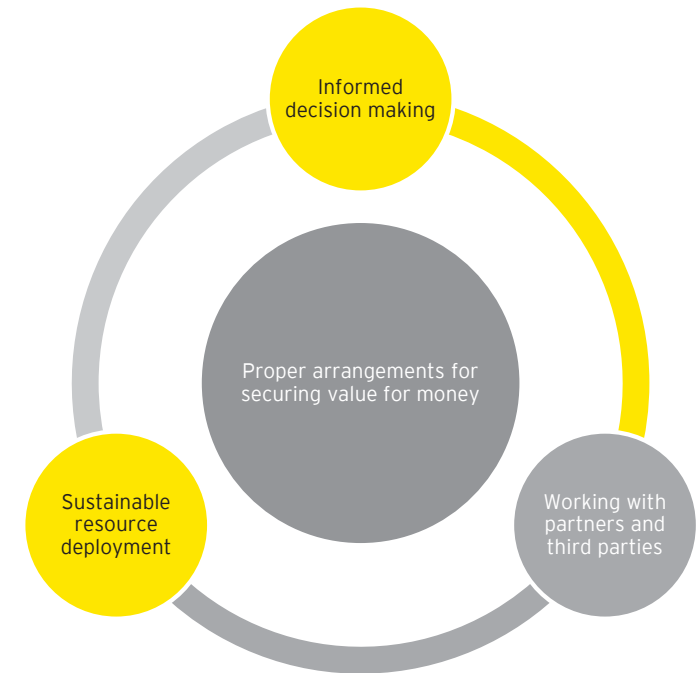 Informed
decision making
Proper arrangements for
securing value for money
Sustainable
resource
deployment
Working with
partners and
third parties